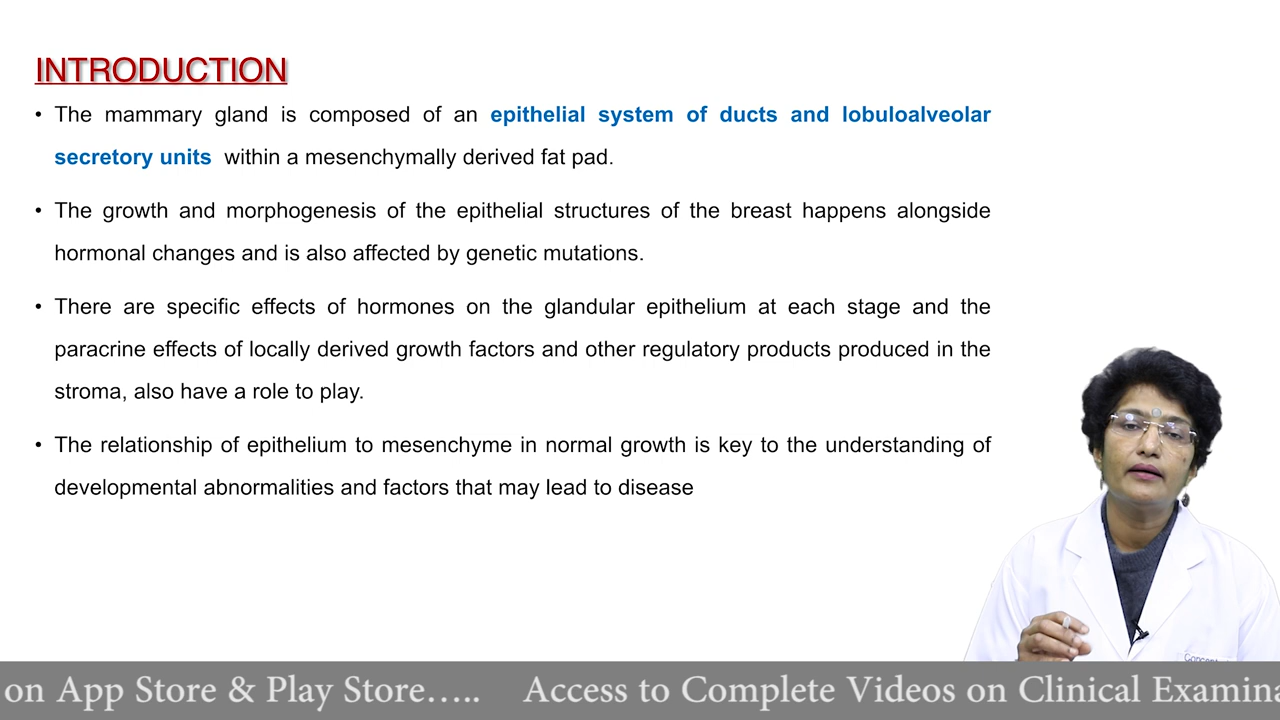 INTRODUCTION
• The mammary gland is composed of an epithelial system of ducts and lobuloalveolar
secretory units within a mesenchymally derived fat pad.
• The growth and morphogenesis of the epithelial structures of the breast happens alongside
hormonal changes and is also affected by genetic mutations.
• There are specific effects of hormones on the glandular epithelium at each stage and the
paracrine effects of locally derived growth factors and other regulatory products produced in the
stroma, also have a role to play.
• The relationship of epithelium to mesenchyme in normal growth is key to the understanding of
developmental abnormalities and factors that may lead to disease
on App Store & Play Store….. Access to Complete Videos on Clinical Examina